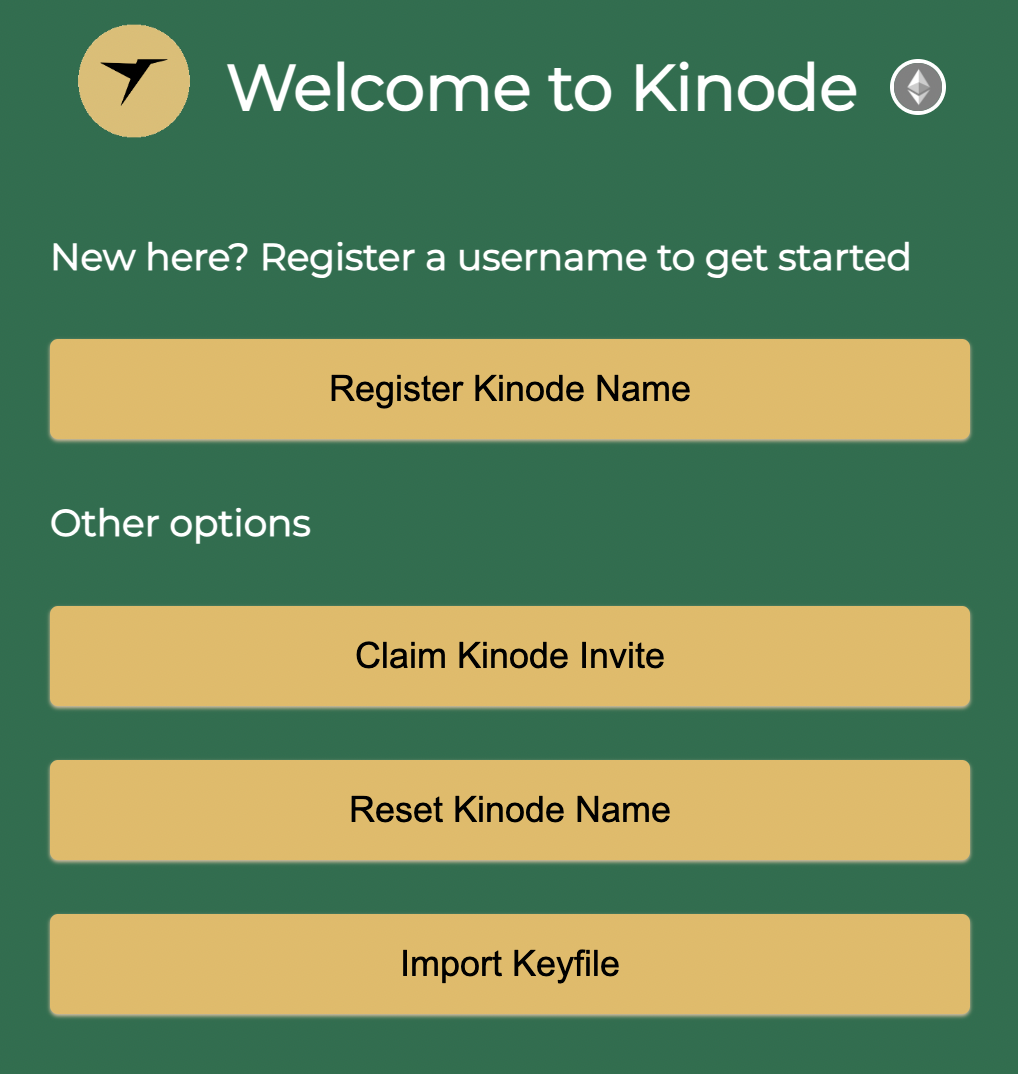 Welcome to Kinode
New here? Register a username to get started
Register Kinode Name
Other options
Claim Kinode Invite
Reset Kinode Name
Import Keyfile